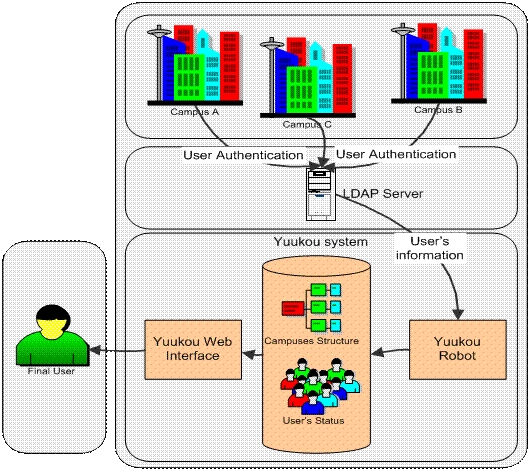 Campus A
Campus C
Campus B
User Authentication
User Authentication
LDAP Server
Yuukou system
User's
information
Campuses Structure
User's Status
Yuukou Web
Interface
Yuukou
Robot
Final User